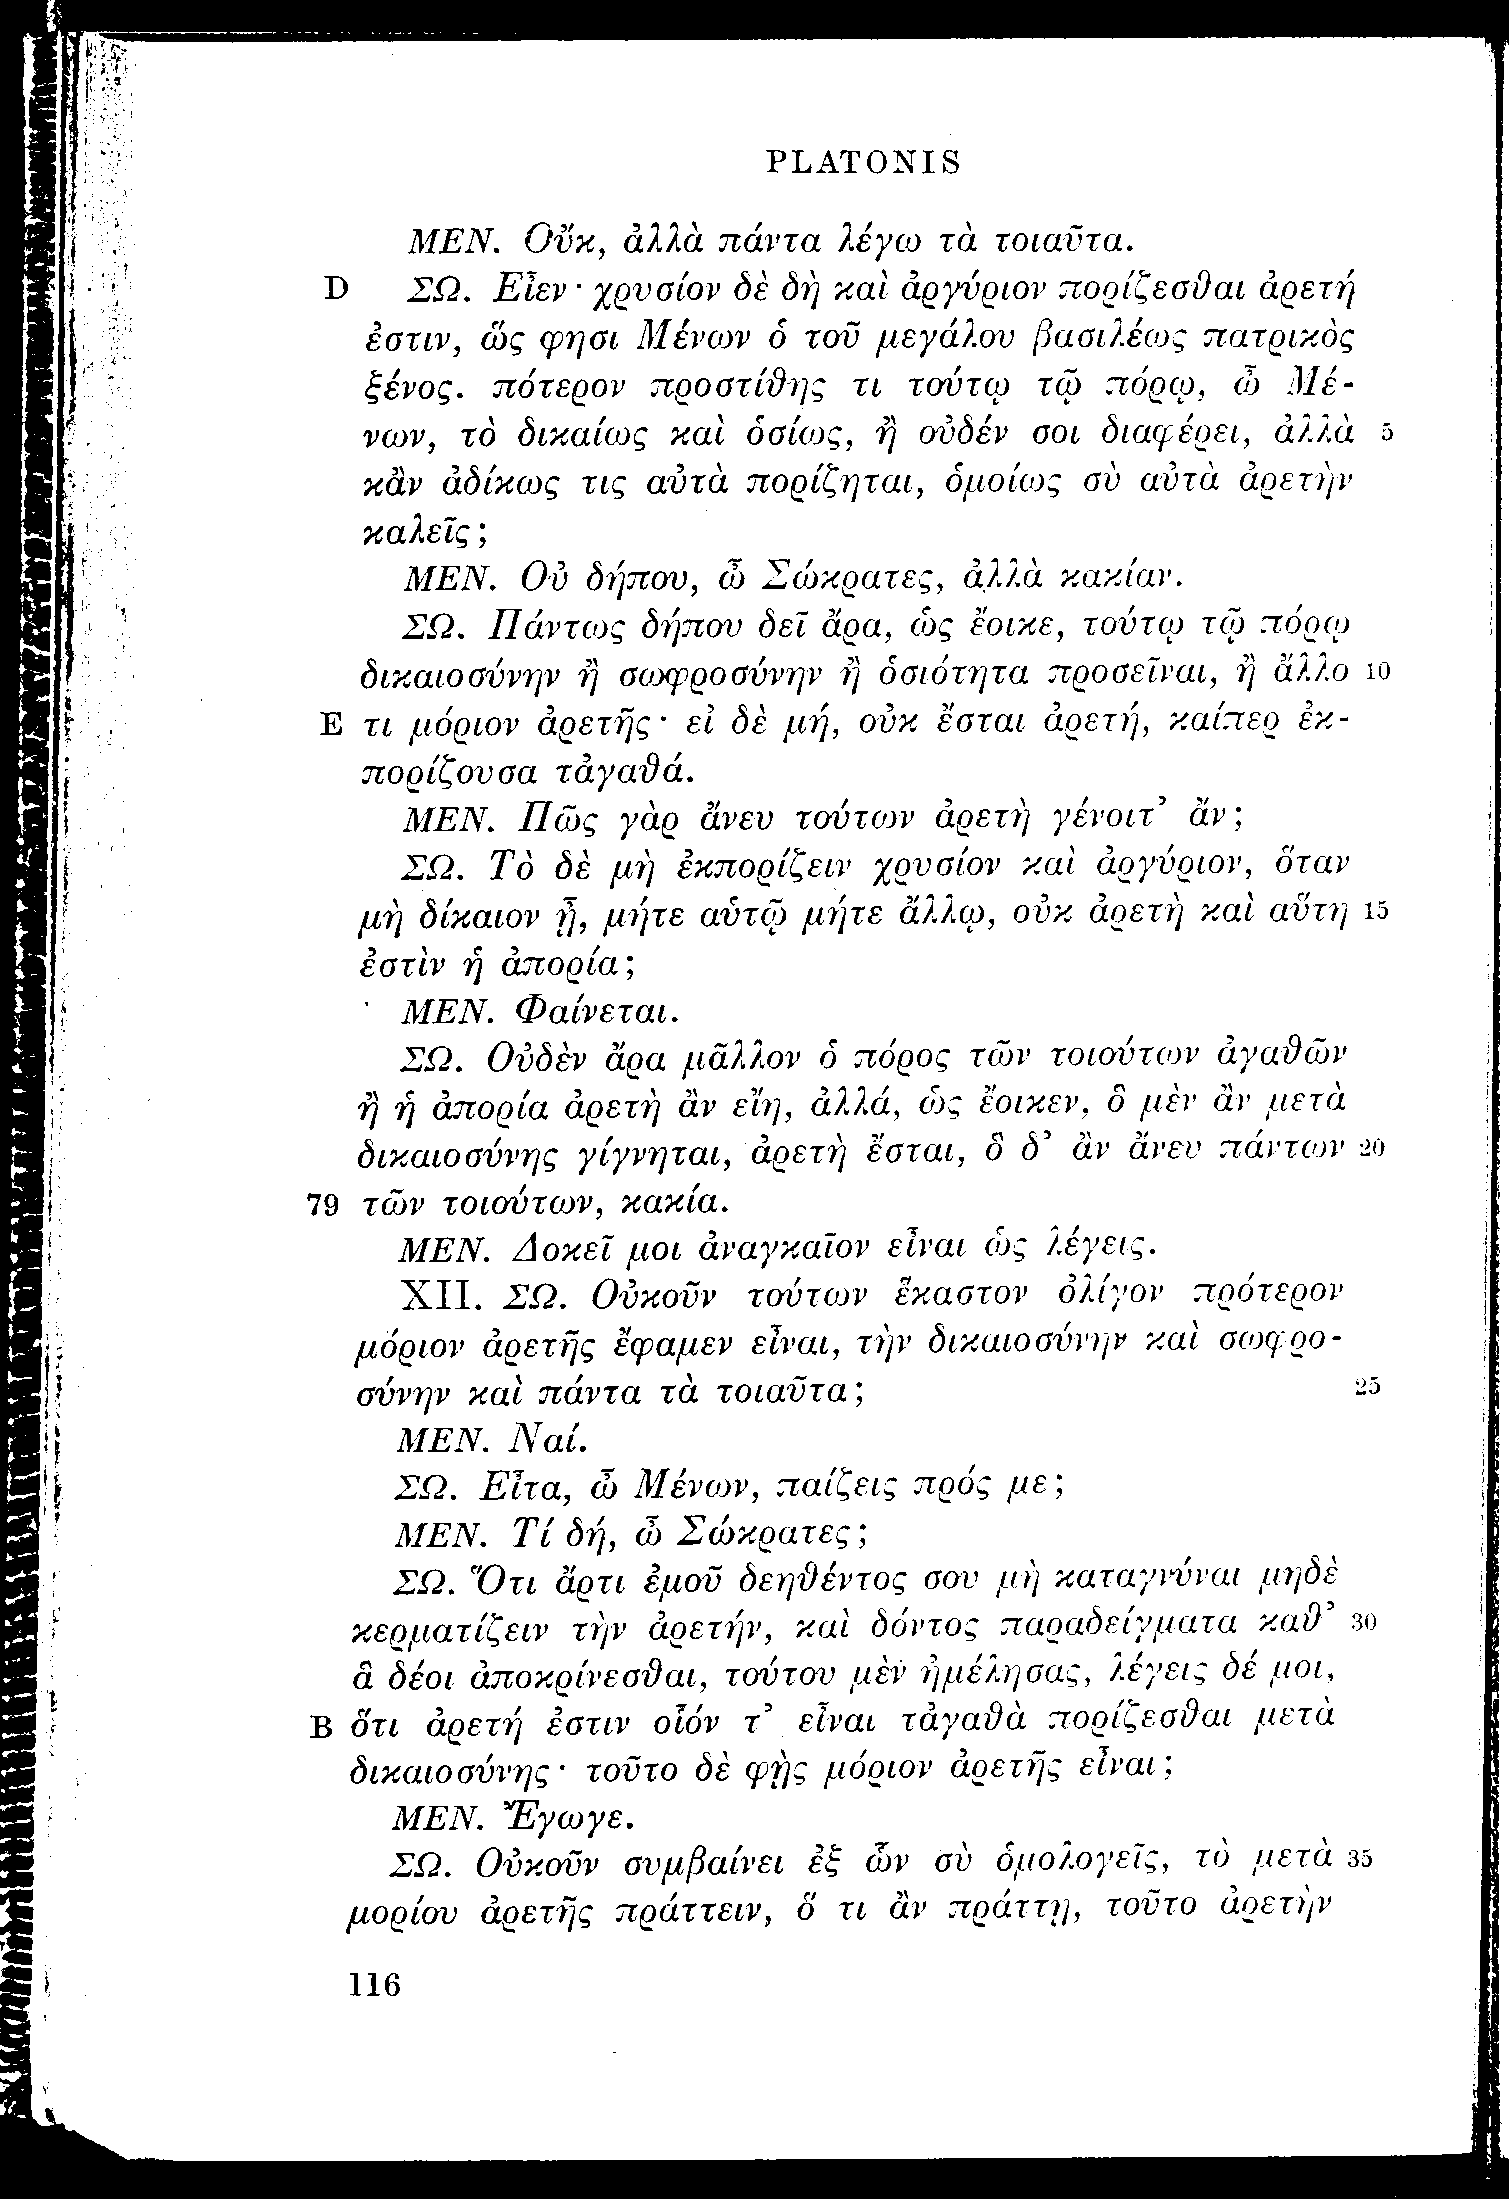 PLATONIS
ΜΕΝ. Οὔκ, ἀλλὰ πάντα λέγω τὰ τοιαῦτα.
D ΣΩ. Εἶεν· χρυσίον δὲ δὴ καὶ ἀργύριον πορίζεσθαι ἀρετή
ἐστιν, ὥς φησι Μένων ὁ τοῦ μεγάλου βασιλέως πατρικὸς
ξένος. πότερον προστίθης τι τούτῳ τῷ πόρῳ, ὦ Μέ-
νων, τὸ δικαίως καὶ ὁσίως, ἢ οὐδέν σοι διαφέρει, ἀλλὰ 5
κἂν ἀδίκως τις αὐτὰ πορίζηται, ὁμοίως σὺ αὐτὰ ἀρετὴν
καλεῖς;
ΜΕΝ. Οὐ δήπου, ὦ Σώκρατες, ἀλλὰ κακίαν.
ΣΩ. Πάντως δήπου δεῖ ἄρα, ὡς ἔοικε, τούτῳ τῷ πόρῳ
δικαιοσύνην ἢ σωφροσύνην ἢ ὁσιότητα προσεῖναι, ἢ ἄλλο 10
E τι μόριον ἀρετῆς· εἰ δὲ μή, οὐκ ἔσται ἀρετή, καίπερ ἐκ-
πορίζουσα τἀγαθά.
ΜΕΝ. Πῶς γὰρ ἄνευ τούτων ἀρετὴ γένοιτ’ ἄν;
ΣΩ. Τὸ δὲ μὴ ἐκπορίζειν χρυσίον καὶ ἀργύριον, ὅταν
μὴ δίκαιον ᾖ, μήτε αὑτῷ μήτε ἄλλῳ, οὐκ ἀρετὴ καὶ αὕτη 15
ἐστὶν ἡ ἀπορία;
ΜΕΝ. Φαίνεται.
ΣΩ. Οὐδὲν ἄρα μᾶλλον ὁ πόρος τῶν τοιούτων ἀγαθῶν
ἢ ἡ ἀπορία ἀρετὴ ἂν εἴη, ἀλλά, ὡς ἔοικεν, ὃ μὲν ἂν μετὰ
δικαιοσύνης γίγνηται, ἀρετὴ ἔσται, ὃ δ’ ἂν ἄνευ πάντων 20
79 τῶν τοιούτων, κακία.
ΜΕΝ. Δοκεῖ μοι ἀναγκαῖον εἶναι ὡς λέγεις.
XII. ΣΩ. Οὐκοῦν τούτων ἕκαστον ὀλίγον πρότερον
μόριον ἀρετῆς ἔφαμεν εἶναι, τὴν δικαιοσύνην καὶ σωφρο-
σύνην καὶ πάντα τὰ τοιαῦτα; 25
ΜΕΝ. Ναί.
ΣΩ. Εἶτα, ὦ Μένων, παίζεις πρός με;
ΜΕΝ. Τί δή, ὦ Σώκρατες;
ΣΩ. Ὅτι ἄρτι ἐμοῦ δεηθέντος σου μὴ καταγνύναι μηδὲ
κερματίζειν τὴν ἀρετήν, καὶ δόντος παραδείγματα καθ’ 30
ἃ δέοι ἀποκρίνεσθαι, τούτου μὲν ἠμέλησας, λέγεις δέ μοι,
B ὅτι ἀρετή ἐστιν οἷόν τ’ εἶναι τἀγαθὰ πορίζεσθαι μετὰ
δικαιοσύνης· τοῦτο δὲ φῂς μόριον ἀρετῆς εἶναι;
ΜΕΝ. Ἔγωγε.
ΣΩ. Οὐκοῦν συμβαίνει ἐξ ὧν σὺ ὁμολογεῖς, τὸ μετὰ 35
μορίου ἀρετῆς πράττειν, ὅ τι ἂν πράττῃ, τοῦτο ἀρετὴν
116